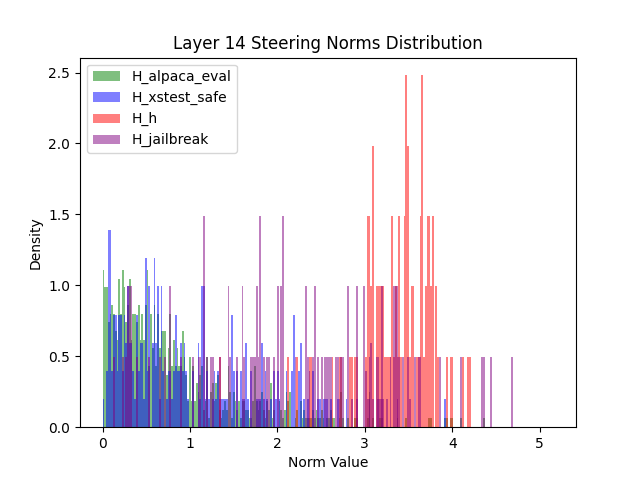 Layer 14 Steering Norms Distribution
H_alpaca_eval
H_xstest_safe
H_h
H_jailbreak
Density
2.5
2.0
1.5
1.0
0.5
0.0
0 1 2 3 4 5
Norm Value